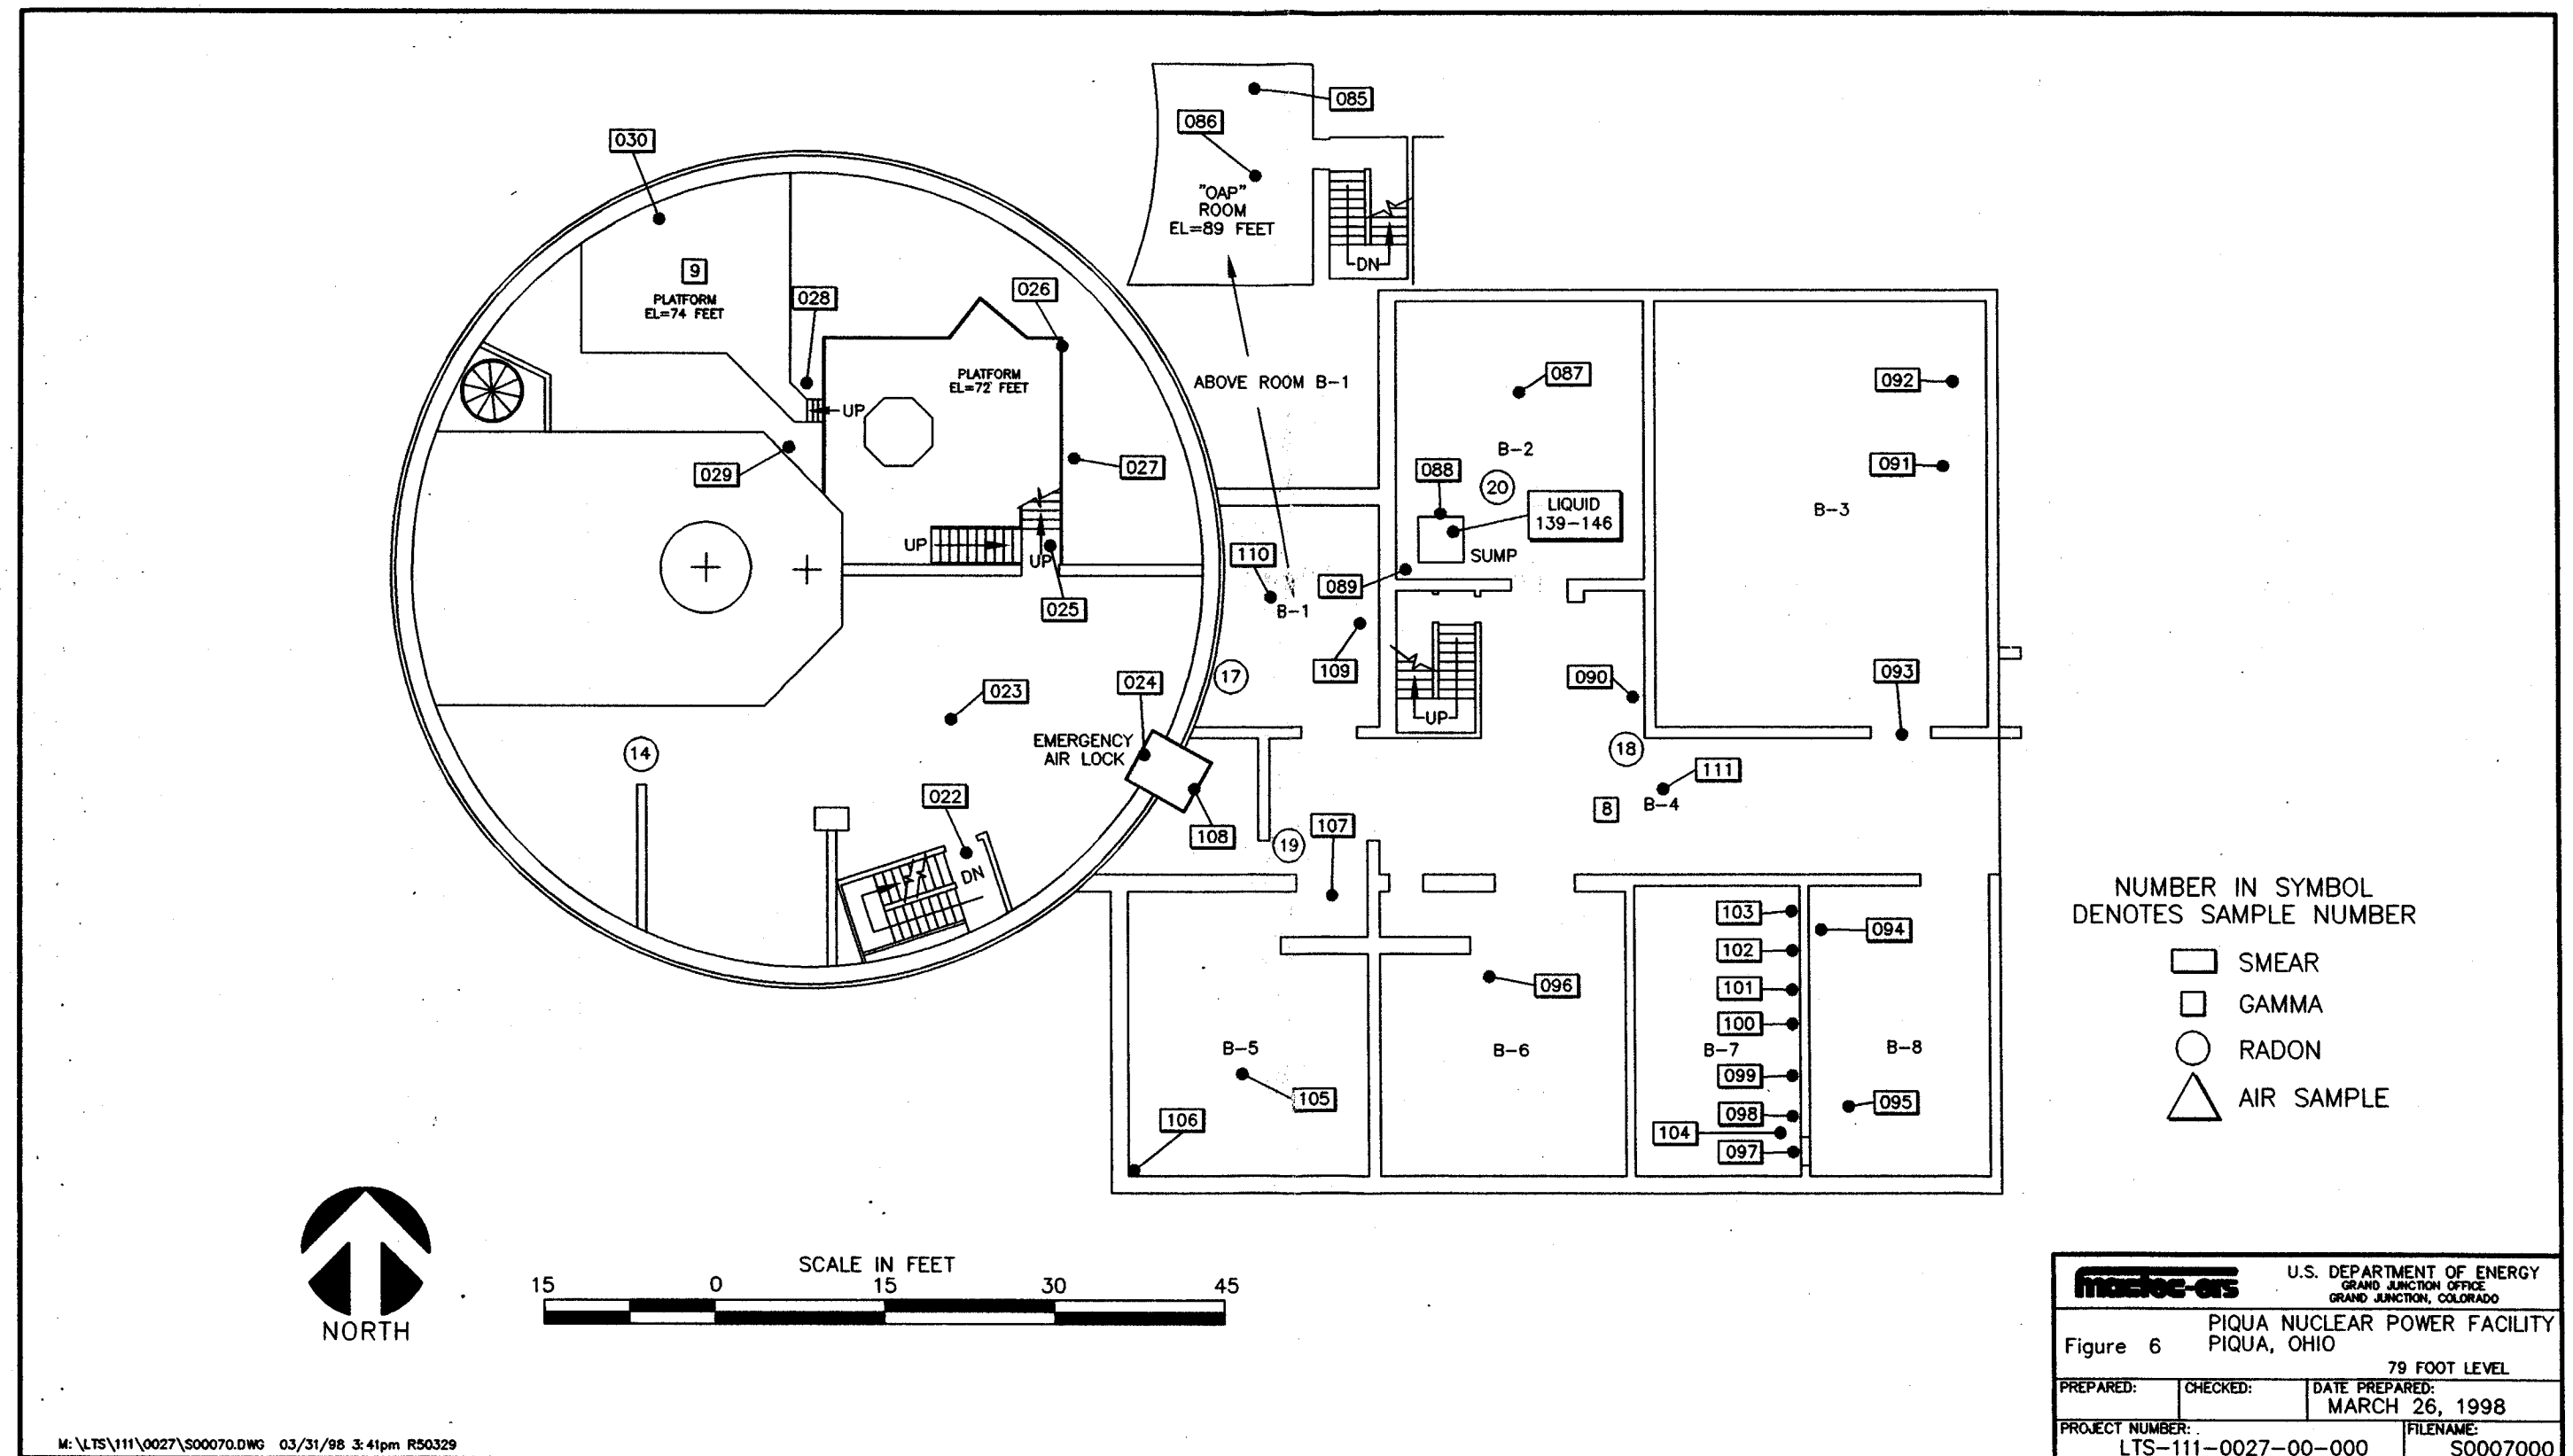 085
086
030
"OAP"
ROOM
EL=89 FEET
DN
9
PLATFORM
EL=74 FEET
028
026
PLATFORM
EL=72 FEET
UP
ABOVE ROOM B-1
087
092
B-2
091
029
027
088
20
LIQUID
139-146
B-3
SUMP
UP
UP
110
089
B-1
025
109
17
090
093
023
024
UP
EMERGENCY
AIR LOCK
14
18
111
8
B-4
022
108
107
19
DN
103
094
102
101
096
100
B-5
B-6
B-7
B-8
099
105
098
095
106
104
097
NUMBER IN SYMBOL
DENOTES SAMPLE NUMBER
SMEAR
GAMMA
RADON
AIR SAMPLE
NORTH
SCALE IN FEET
15 0 15 30 45
mactec-ers
U.S. DEPARTMENT OF ENERGY
GRAND JUNCTION OFFICE
GRAND JUNCTION, COLORADO
Figure 6
PIQUA NUCLEAR POWER FACILITY
PIQUA, OHIO
79 FOOT LEVEL
PREPARED:
CHECKED:
DATE PREPARED:
MARCH 26, 1998
PROJECT NUMBER:
LTS-111-0027-00-000
FILENAME:
S0007000
M:\LTS\111\0027\S00070.DWG 03/31/98 3:41pm R50329